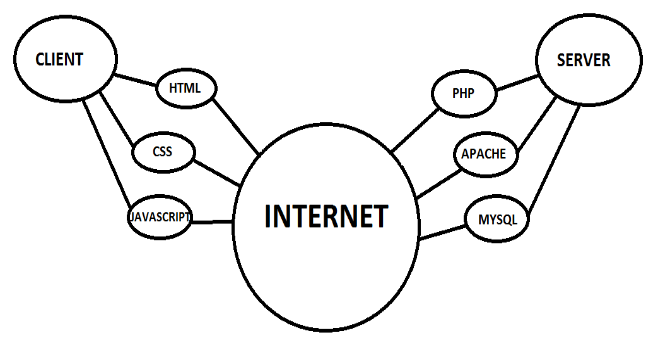 CLIENT
SERVER
HTML
PHP
CSS
APACHE
JAVASCRIPT
INTERNET
MYSQL